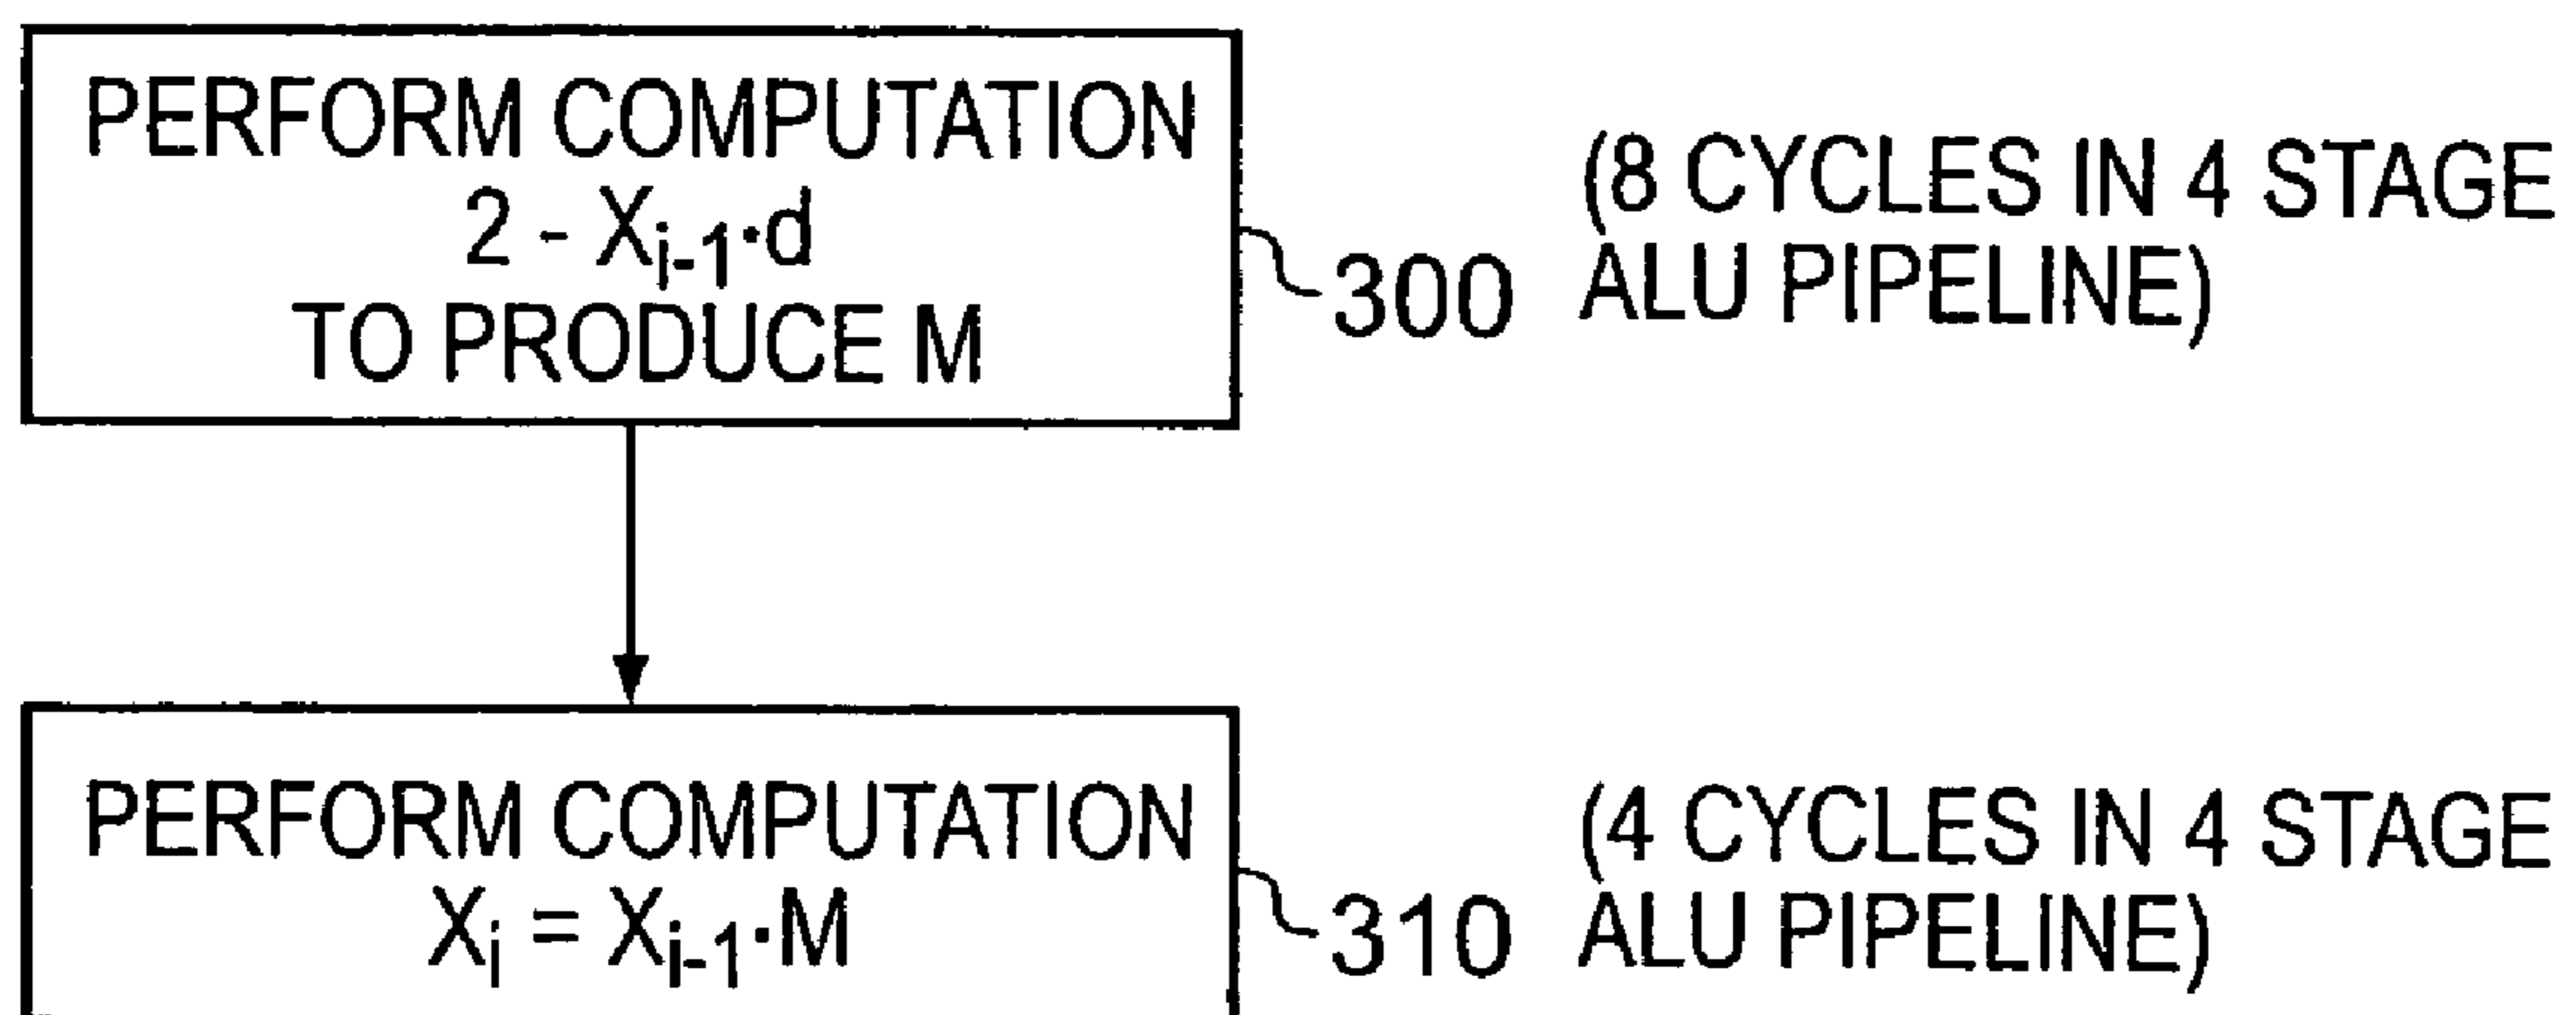 PERFORM COMPUTATION
2 - Xi-1·d
TO PRODUCE M
300
(8 CYCLES IN 4 STAGE
ALU PIPELINE)
PERFORM COMPUTATION
Xi = Xi-1·M
310
(4 CYCLES IN 4 STAGE
ALU PIPELINE)